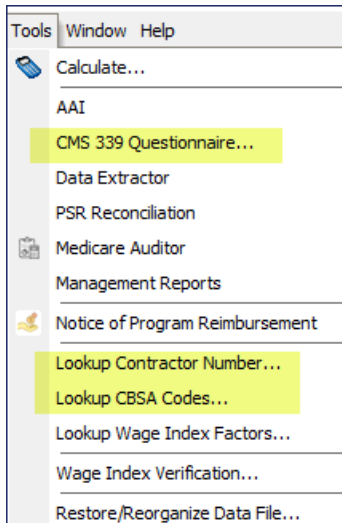 Tools Window Help
Calculate...
AAI
CMS 339 Questionnaire...
Data Extractor
PSR Reconciliation
Medicare Auditor
Management Reports
Notice of Program Reimbursement
Lookup Contractor Number...
Lookup CBSA Codes...
Lookup Wage Index Factors...
Wage Index Verification...
Restore/Reorganize Data File...